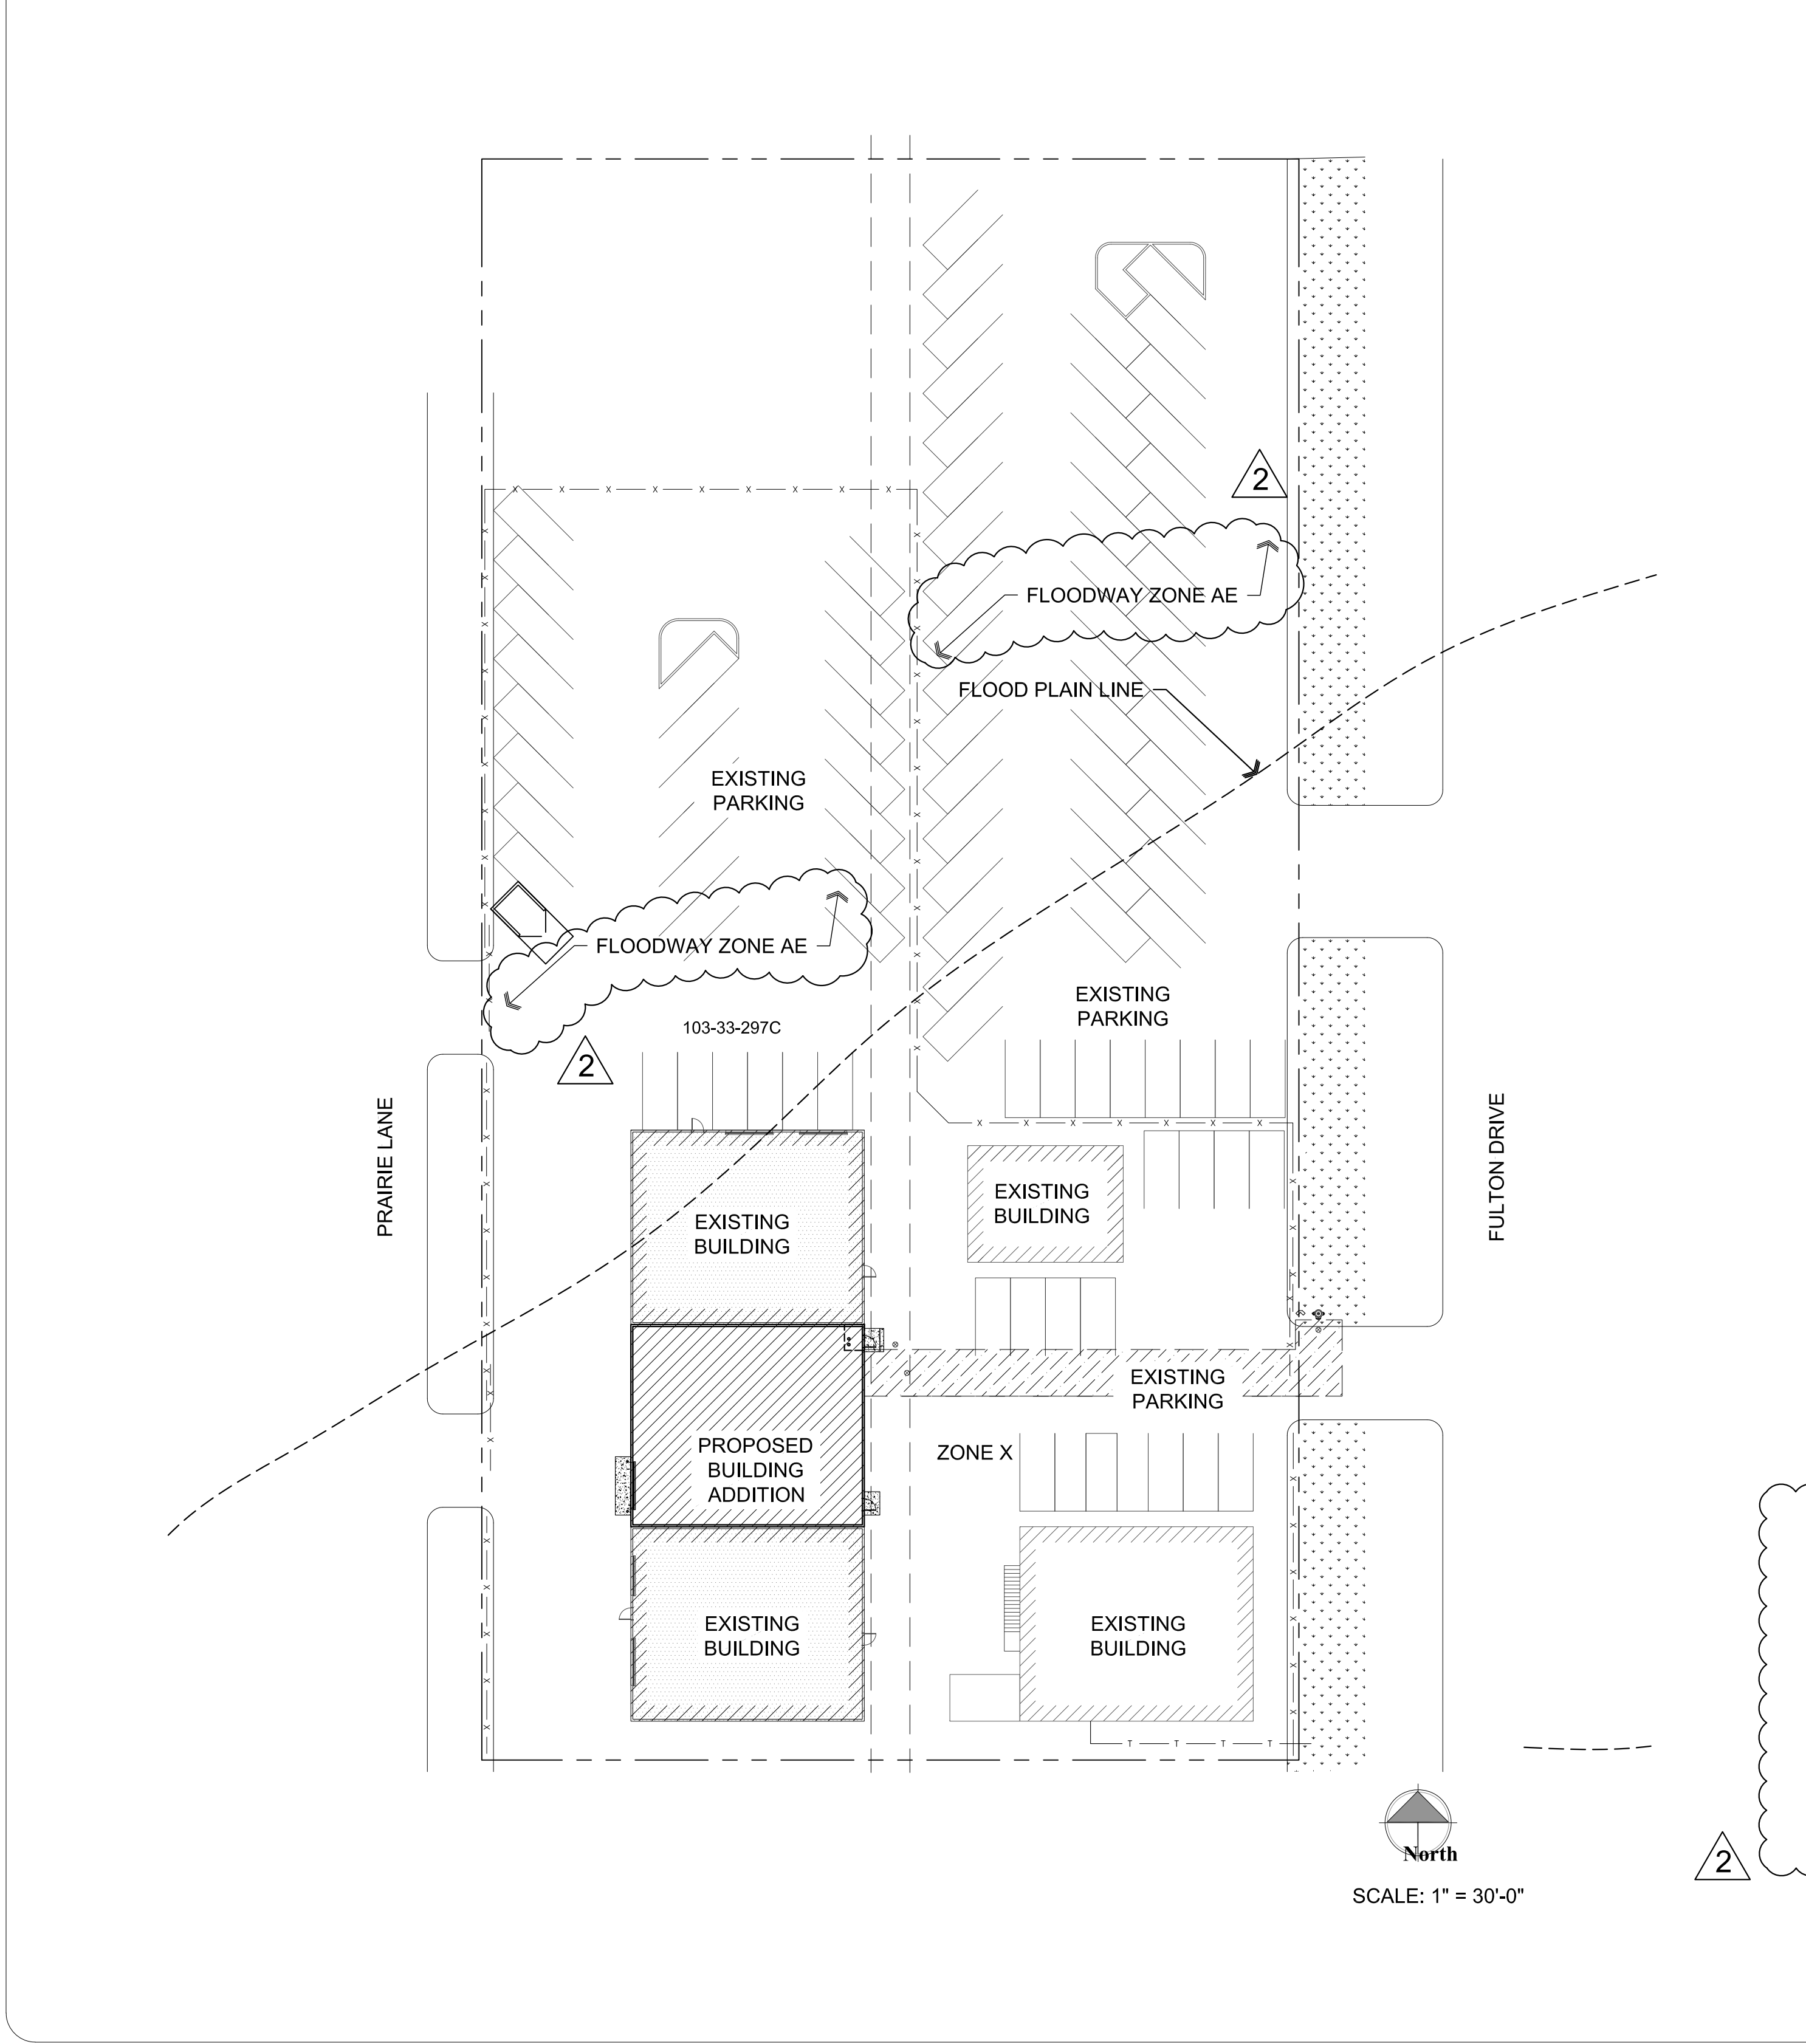 2
FLOODWAY ZONE AE
FLOOD PLAIN LINE
EXISTING
PARKING
FLOODWAY ZONE AE
EXISTING
PARKING
103-33-297C
2
PRAIRIE LANE
FULTON DRIVE
EXISTING
BUILDING
EXISTING
BUILDING
EXISTING
PARKING
PROPOSED
BUILDING
ADDITION
ZONE X
EXISTING
BUILDING
EXISTING
BUILDING
T T T T
North
2
SCALE: 1" = 30'-0"